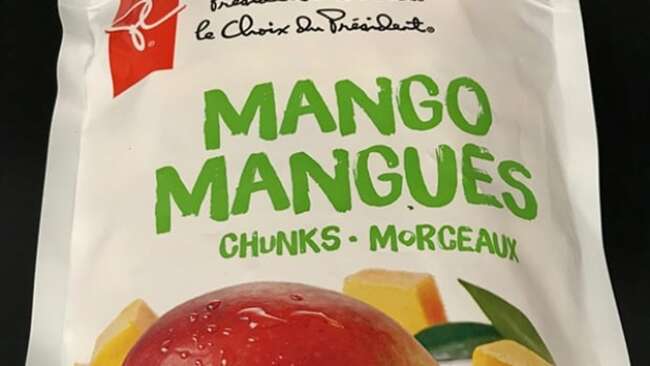 le Choix du Président®
MANGO
MANGUES
CHUNKS • MORCEAUX